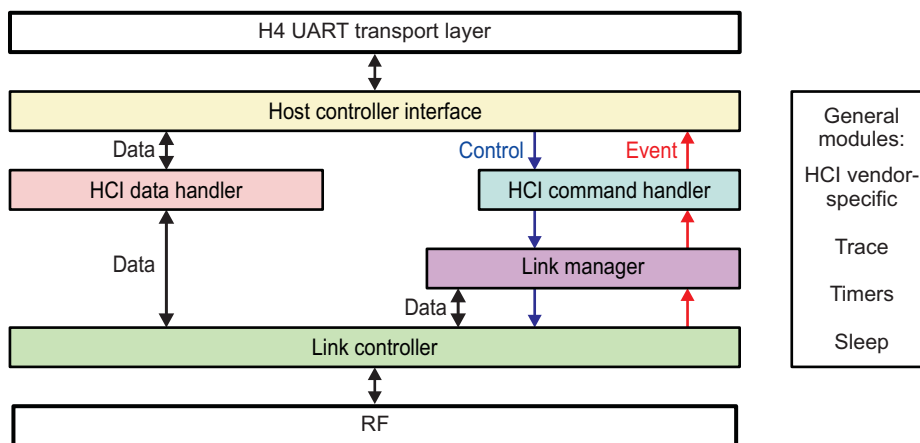 H4 UART transport layer
Host controller interface
Data
Control
Event
HCI data handler
HCI command handler
Data
Link manager
Data
Link controller
RF
General
modules:
HCI vendor-
specific
Trace
Timers
Sleep